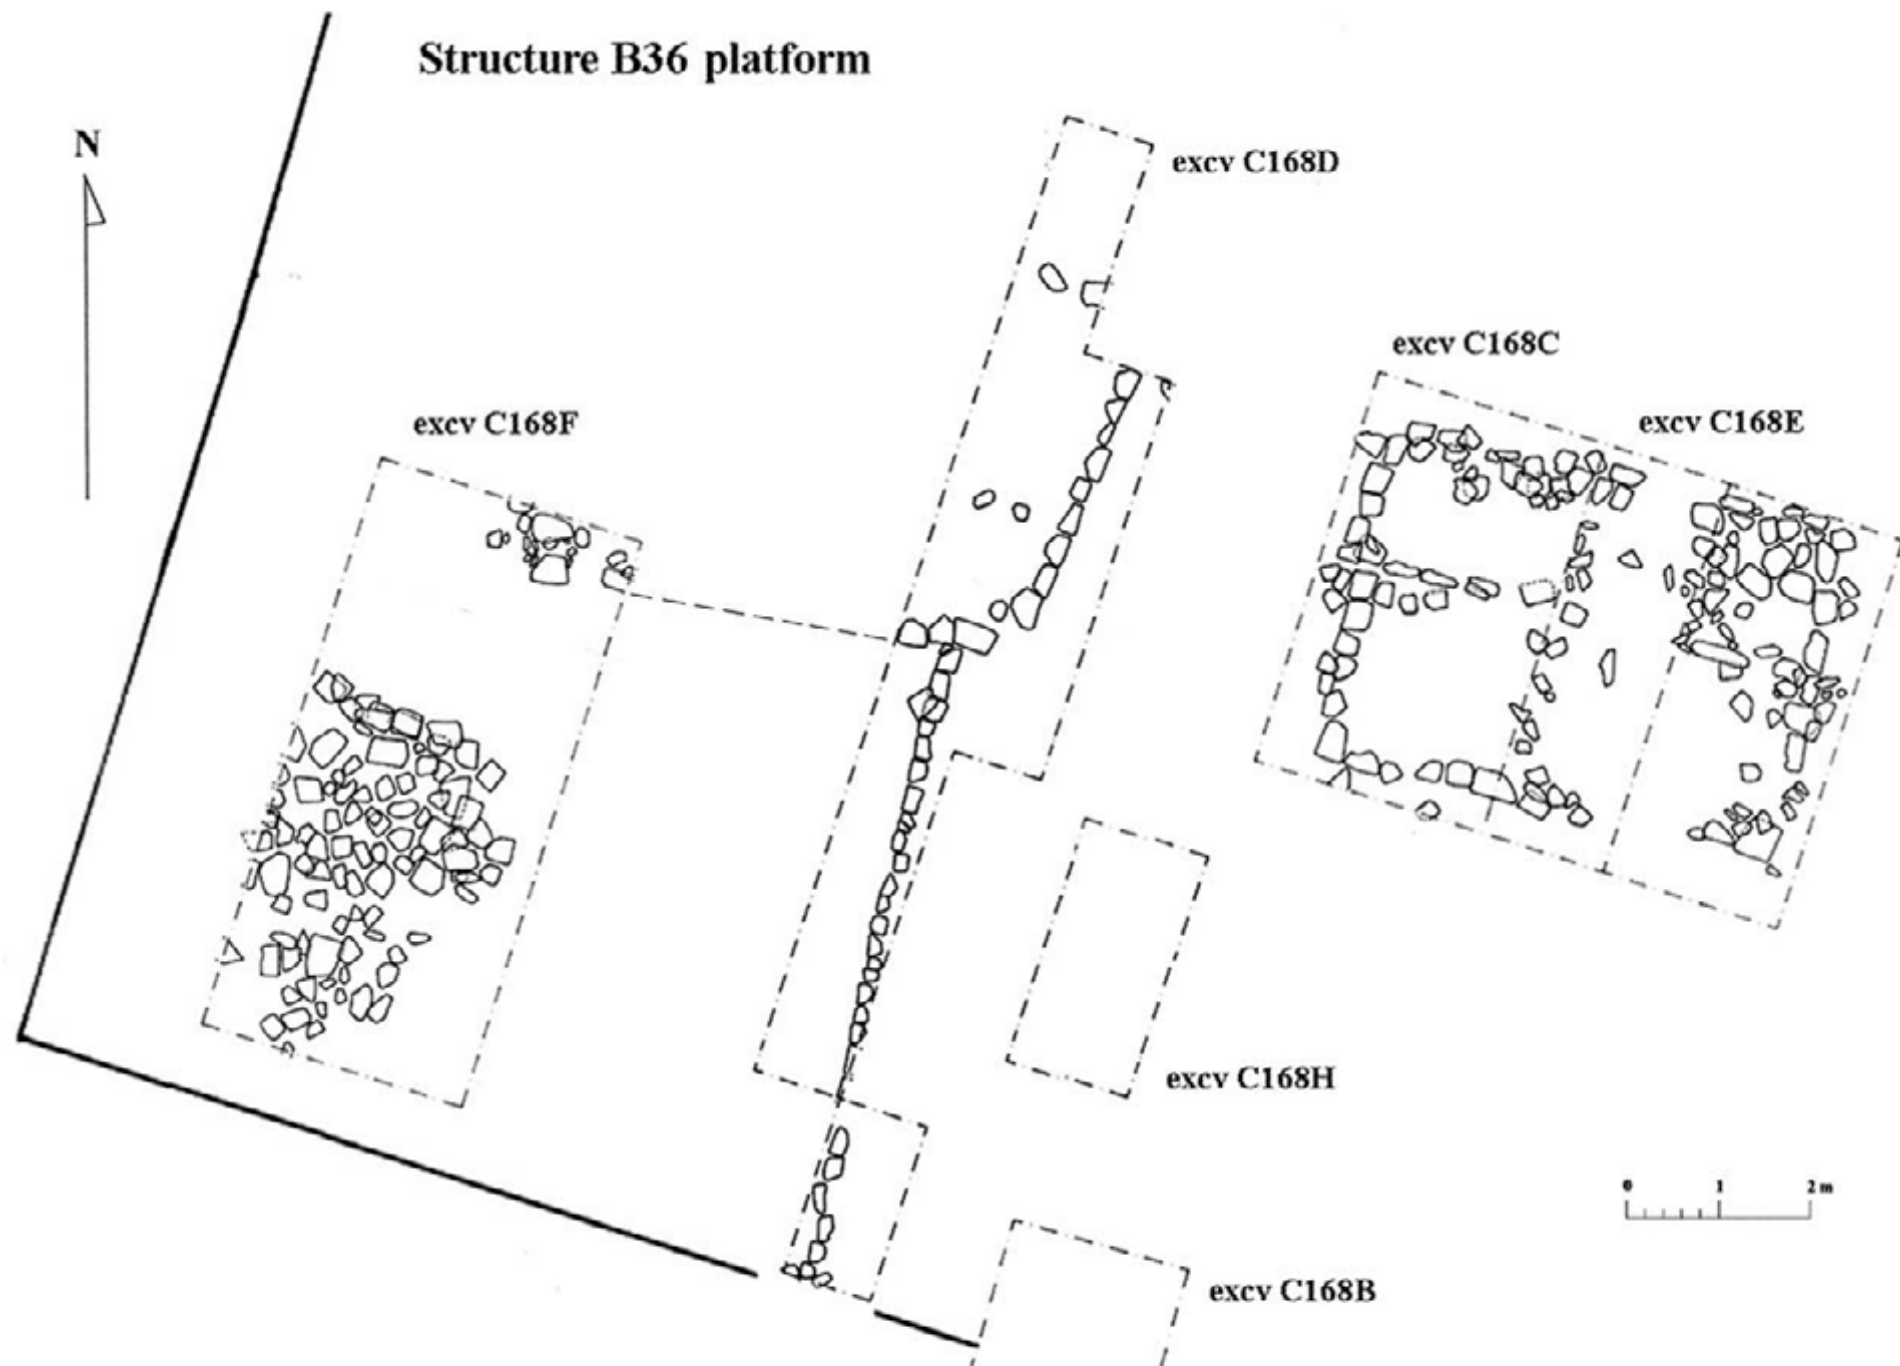 Structure B36 platform
N
excv C168D
excv C168C
excv C168E
excv C168F
excv C168H
0 1 2 m
excv C168B